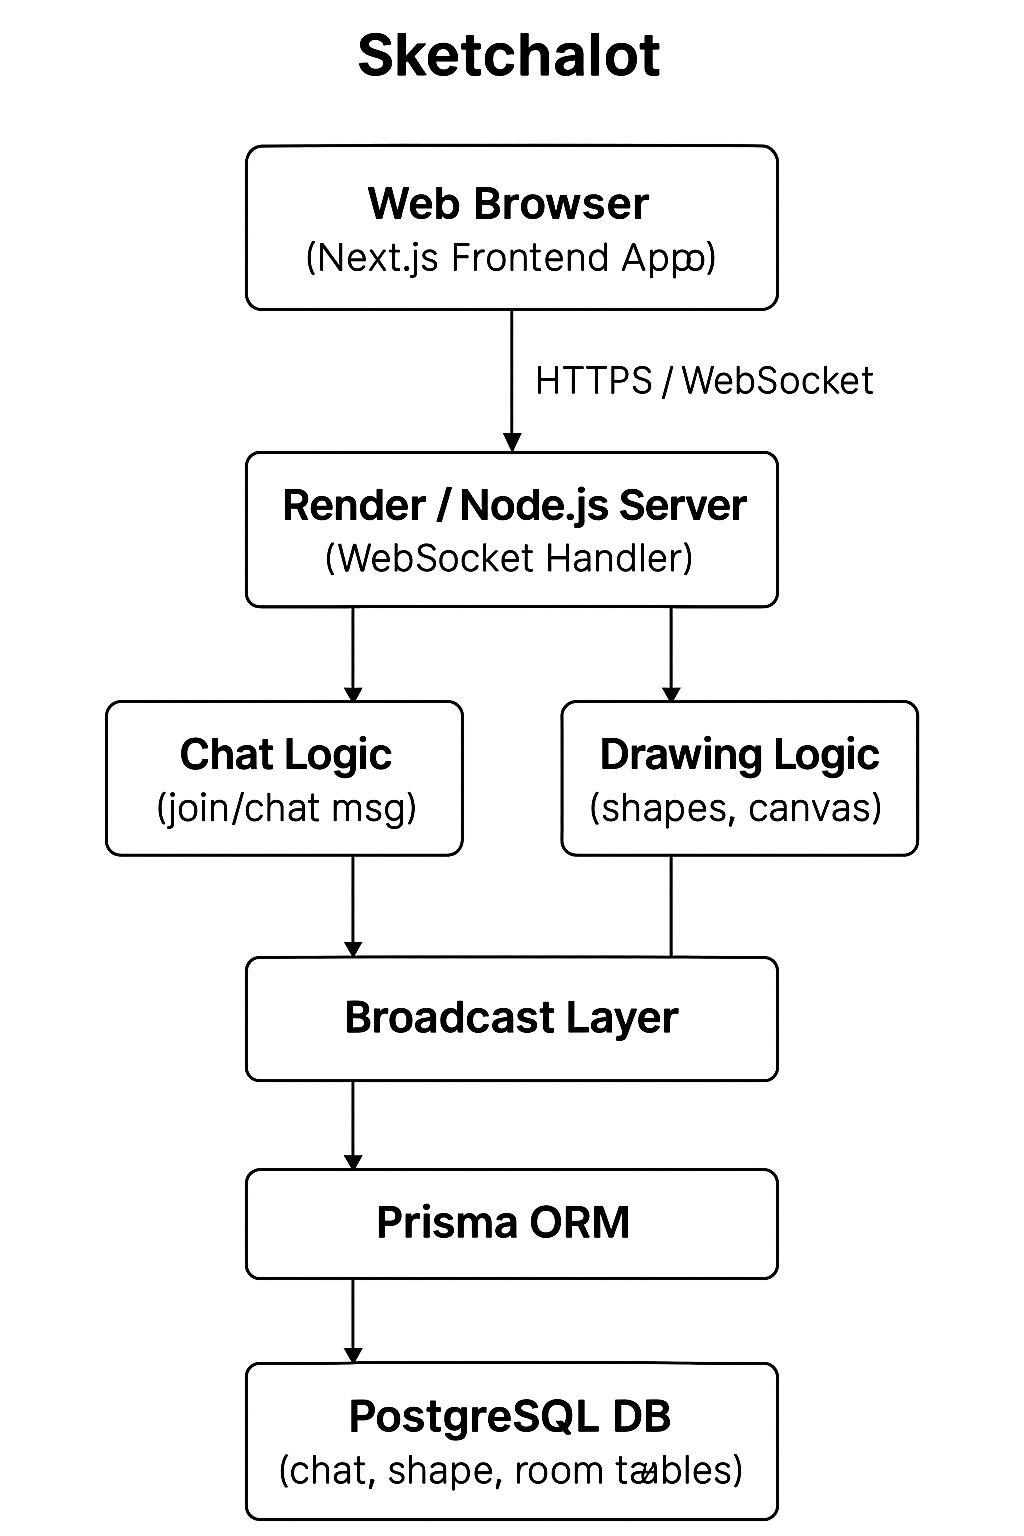 Sketchalot
Web Browser
(Next.js Frontend Appo)
HTTPS / WebSocket
Render / Node.js Server
(WebSocket Handler)
Chat Logic
(join/chat msg)
Drawing Logic
(shapes, canvas)
Broadcast Layer
Prisma ORM
PostgreSQL DB
(chat, shape, room